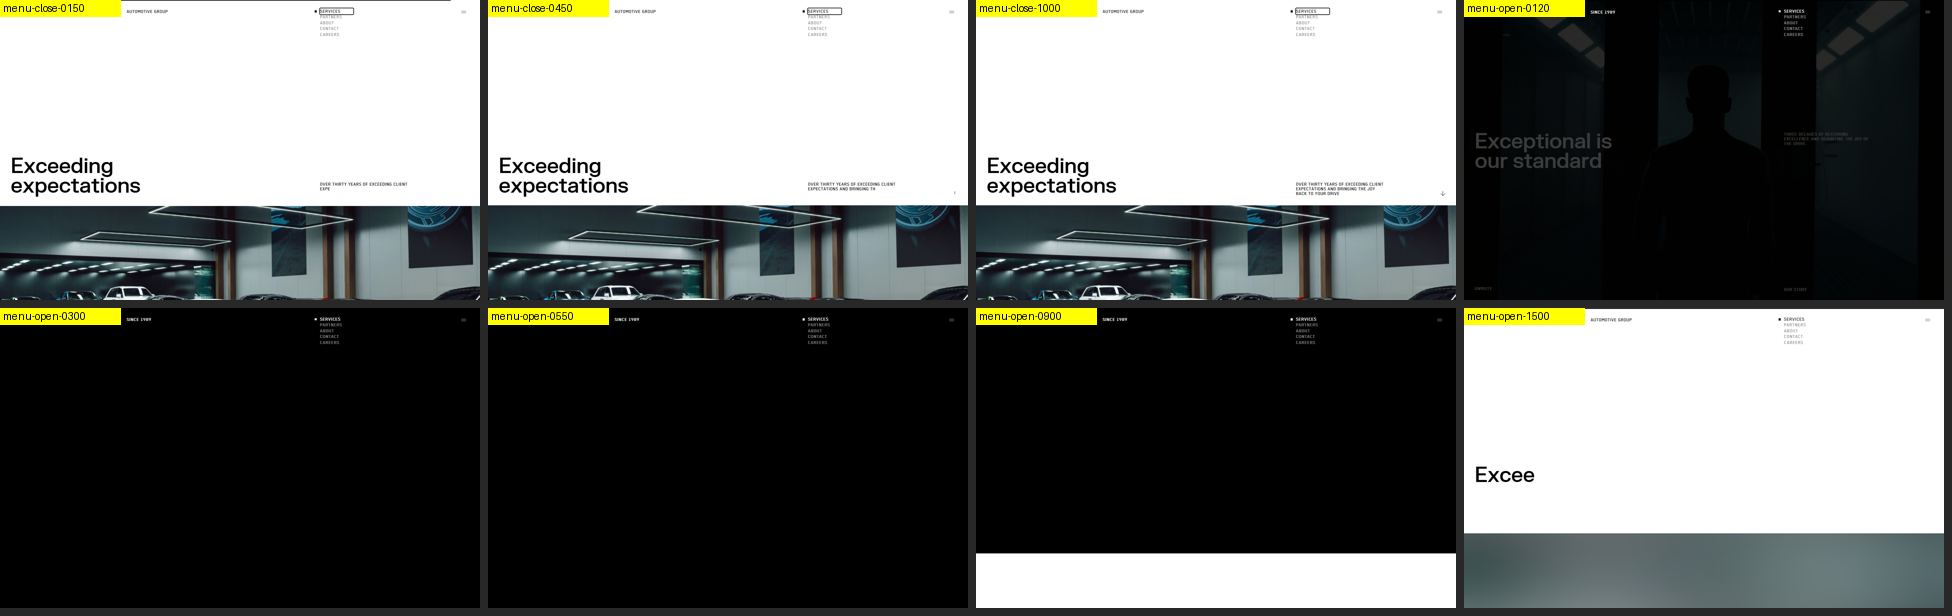 menu-close-0150
AUTOMOTIVE GROUP
SERVICES
PARTNERS
ABOUT
CONTACT
CAREERS
Exceeding
expectations
OVER THIRTY YEARS OF EXCEEDING CLIENT
EXPE
menu-close-0450
AUTOMOTIVE GROUP
SERVICES
PARTNERS
ABOUT
CONTACT
CAREERS
Exceeding
expectations
OVER THIRTY YEARS OF EXCEEDING CLIENT
EXPECTATIONS AND BRINGING TH
menu-close-1000
AUTOMOTIVE GROUP
SERVICES
PARTNERS
ABOUT
CONTACT
CAREERS
Exceeding
expectations
OVER THIRTY YEARS OF EXCEEDING CLIENT
EXPECTATIONS AND BRINGING THE JOY
BACK TO YOUR DRIVE
menu-open-0120
SINCE 1989
SERVICES
PARTNERS
ABOUT
CONTACT
CAREERS
Exceptional is
our standard
menu-open-0300
SINCE 1989
SERVICES
PARTNERS
ABOUT
CONTACT
CAREERS
menu-open-0550
SINCE 1989
SERVICES
PARTNERS
ABOUT
CONTACT
CAREERS
menu-open-0900
SINCE 1989
SERVICES
PARTNERS
ABOUT
CONTACT
CAREERS
menu-open-1500
AUTOMOTIVE GROUP
SERVICES
PARTNERS
ABOUT
CONTACT
CAREERS
Excee